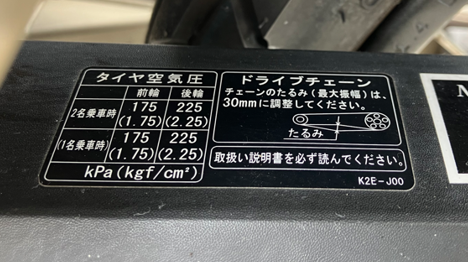 タイヤ空気圧
前輪 後輪
2名乗車時 175 225
(1.75) (2.25)
(1名乗車時) 175 225
(1.75) (2.25)
kPa(kgf/cm²)
ドライブチェーン
チェーンのたるみ(最大振幅)は、
30mmに調整してください。
たるみ
取扱い説明書を必ず読んでください。
K2E-J00